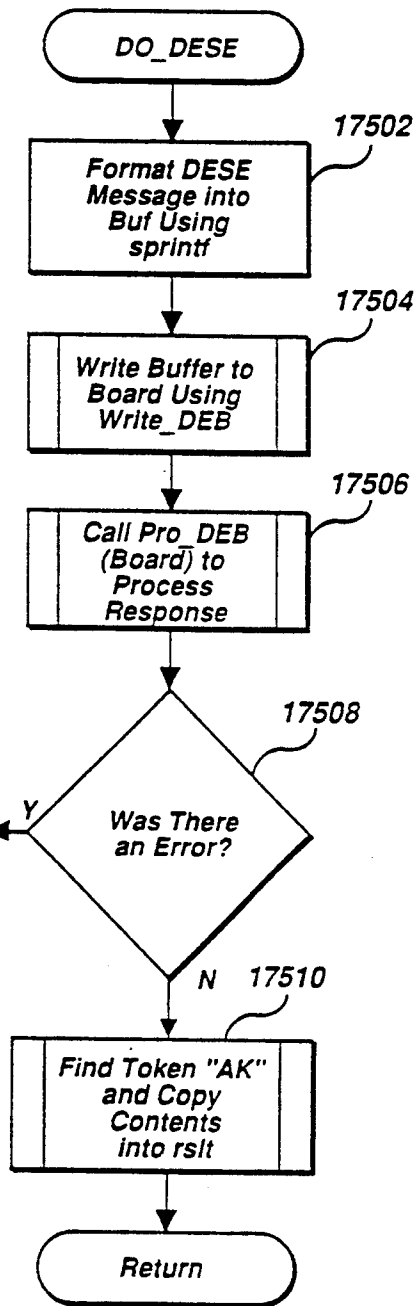 DO_DESE
17502
Format DESE
Message into
Buf Using
sprintf
17504
Write Buffer to
Board Using
Write_DEB
17506
Call Pro_DEB
(Board) to
Process
Response
17508
Y
Was There
an Error?
N
17510
Find Token "AK"
and Copy
Contents
into rslt
Return